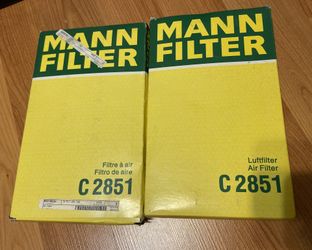 MANN
FILTER
Filtre à air
Filtro de aire
C 2851
MANN
FILTER
Luftfilter
Air Filter
C 2851